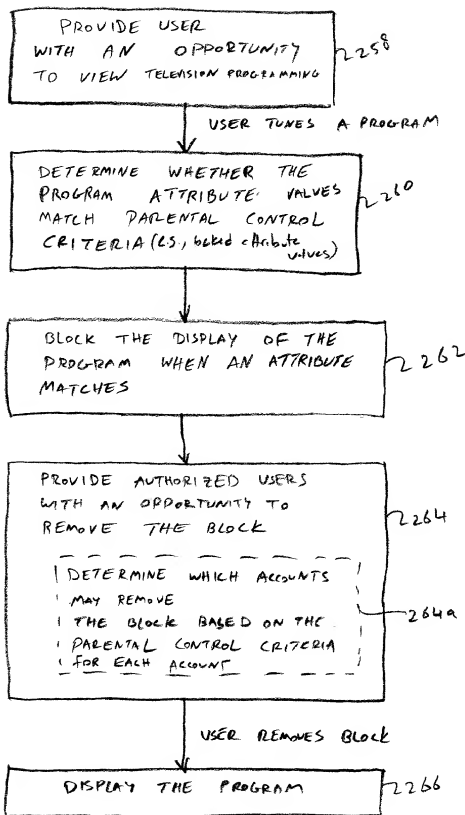 PROVIDE USER
WITH AN OPPORTUNITY
TO VIEW TELEVISION PROGRAMMING
2258
USER TUNES A PROGRAM
DETERMINE WHETHER THE
PROGRAM ATTRIBUTE VALUES
MATCH PARENTAL CONTROL
CRITERIA (e.g., locked attribute
values)
2260
BLOCK THE DISPLAY OF THE
PROGRAM WHEN AN ATTRIBUTE
MATCHES
2262
PROVIDE AUTHORIZED USERS
WITH AN OPPORTUNITY TO
REMOVE THE BLOCK
2264
DETERMINE WHICH ACCOUNTS
MAY REMOVE
THE BLOCK BASED ON THE
PARENTAL CONTROL CRITERIA
FOR EACH ACCOUNT
2264a
USER REMOVES BLOCK
DISPLAY THE PROGRAM
2266